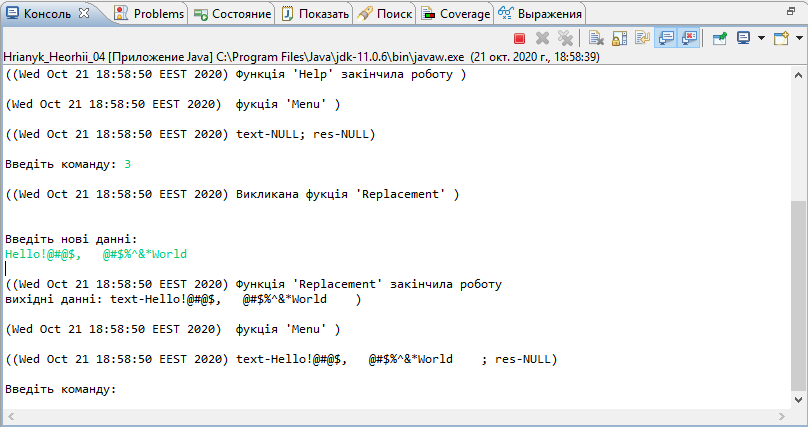 Консоль Problems Состояние Показать Поиск Coverage Выражения
Hrianyk_Heorhii_04 [Приложение Java] C:\Program Files\Java\jdk-11.0.6\bin\javaw.exe (21 окт. 2020 г., 18:58:39)
((Wed Oct 21 18:58:50 EEST 2020) Функція 'Help' закінчила роботу )
(Wed Oct 21 18:58:50 EEST 2020)  фукція 'Menu' )
((Wed Oct 21 18:58:50 EEST 2020) text-NULL; res-NULL)
Введіть команду: 3
((Wed Oct 21 18:58:50 EEST 2020) Викликана фукція 'Replacement' )
Введіть нові данні:
Hello!@#@$,   @#$%^&*World
((Wed Oct 21 18:58:50 EEST 2020) Функція 'Replacement' закінчила роботу
вихідні данні: text-Hello!@#@$,   @#$%^&*World    )
(Wed Oct 21 18:58:50 EEST 2020)  фукція 'Menu' )
((Wed Oct 21 18:58:50 EEST 2020) text-Hello!@#@$,   @#$%^&*World    ; res-NULL)
Введіть команду: